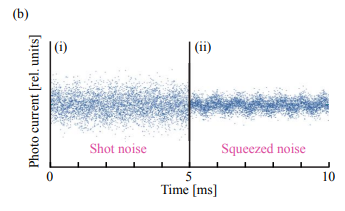 (b)
(i)
(ii)
Photo current [rel. units]
Shot noise
Squeezed noise
0
5
10
Time [ms]